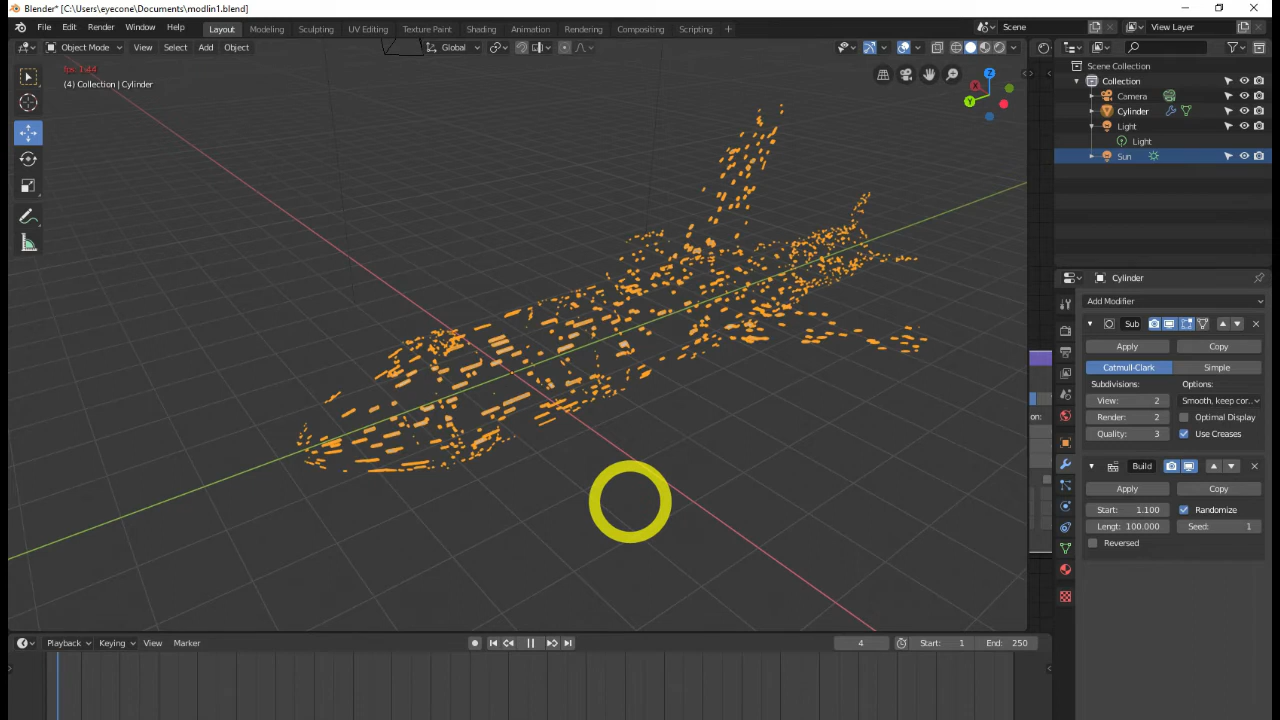 Blender* [C:\Users\eyecone\Documents\modlin1.blend]
File Edit Render Window Help
Layout Modeling Sculpting UV Editing Texture Paint Shading Animation Rendering Compositing Scripting +
Scene
View Layer
Object Mode View Select Add Object
Global
fps: 1.44
(4) Collection | Cylinder
Z
X
Y
Scene Collection
Collection
Camera
Cylinder
Light
Light
Sun
Cylinder
Add Modifier
Sub
Apply Copy
Catmull-Clark Simple
Subdivisions: Options:
View: 2 Smooth, keep cor..
Render: 2 Optimal Display
Quality: 3 Use Creases
Build
Apply Copy
Start: 1.100 Randomize
Lengt: 100.000 Seed: 1
Reversed
on:
Playback Keying View Marker
4
Start: 1 End: 250